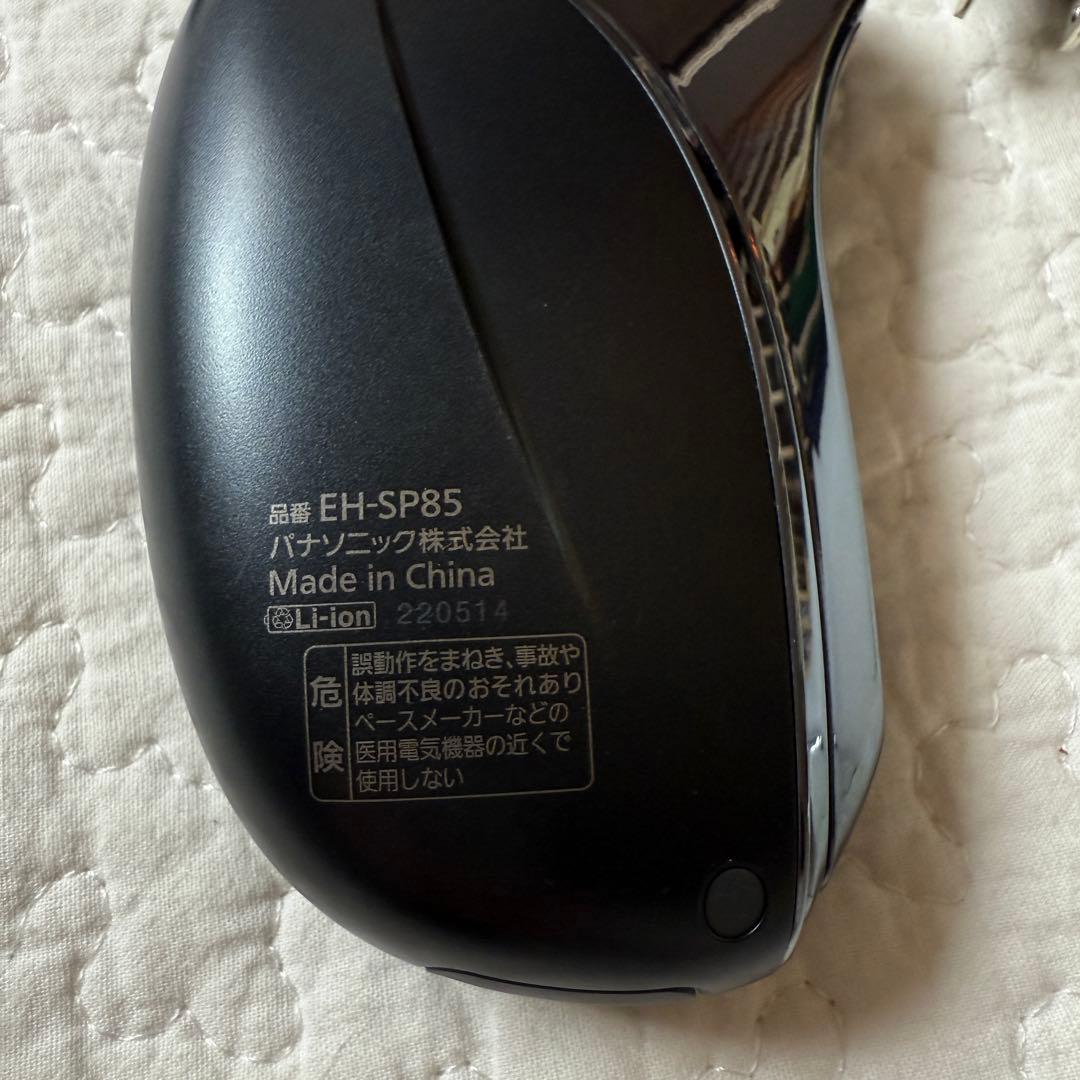 品番 EH-SP85
パナソニック株式会社
Made in China
Li-ion 220514
危険
誤動作をまねき、事故や
体調不良のおそれあり
ペースメーカーなどの
医用電気機器の近くで
使用しない